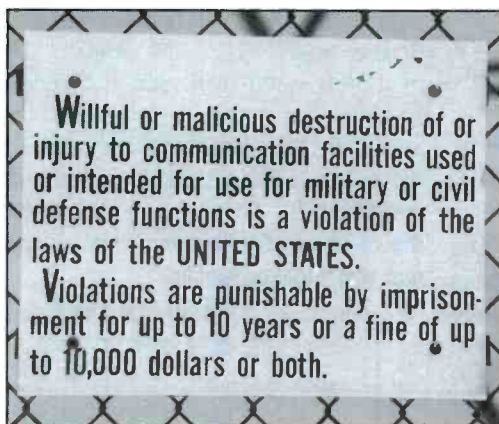 Willful or malicious destruction of or
injury to communication facilities used
or intended for use for military or civil
defense functions is a violation of the
laws of the UNITED STATES.
Violations are punishable by imprison-
ment for up to 10 years or a fine of up
to 10,000 dollars or both.